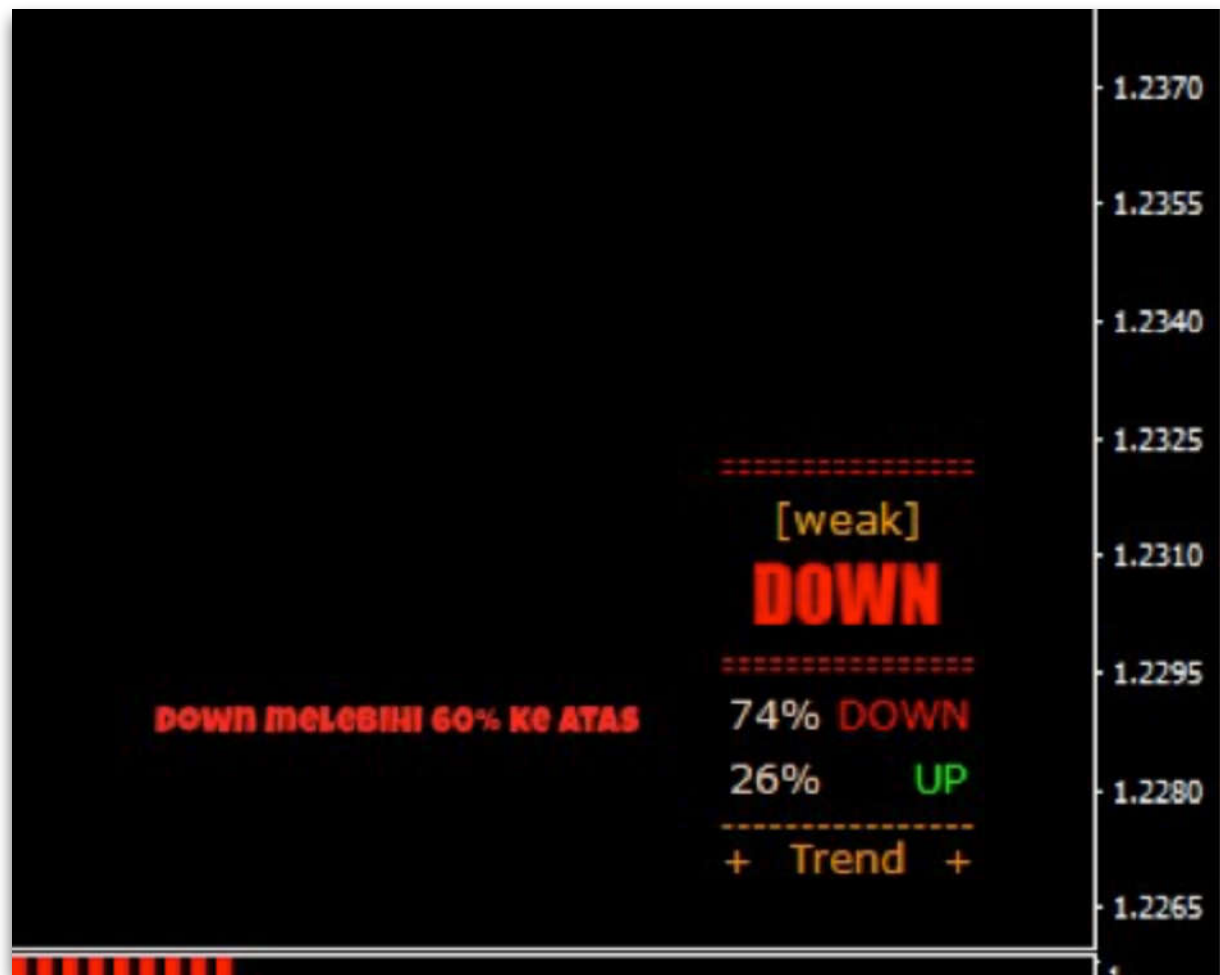 1.2370
1.2355
1.2340
1.2325
================
[weak]
1.2310
DOWN
================
1.2295
DOWN MELEBIHI 60% KE ATAS
74% DOWN
26% UP
1.2280
----------------
+ Trend +
1.2265